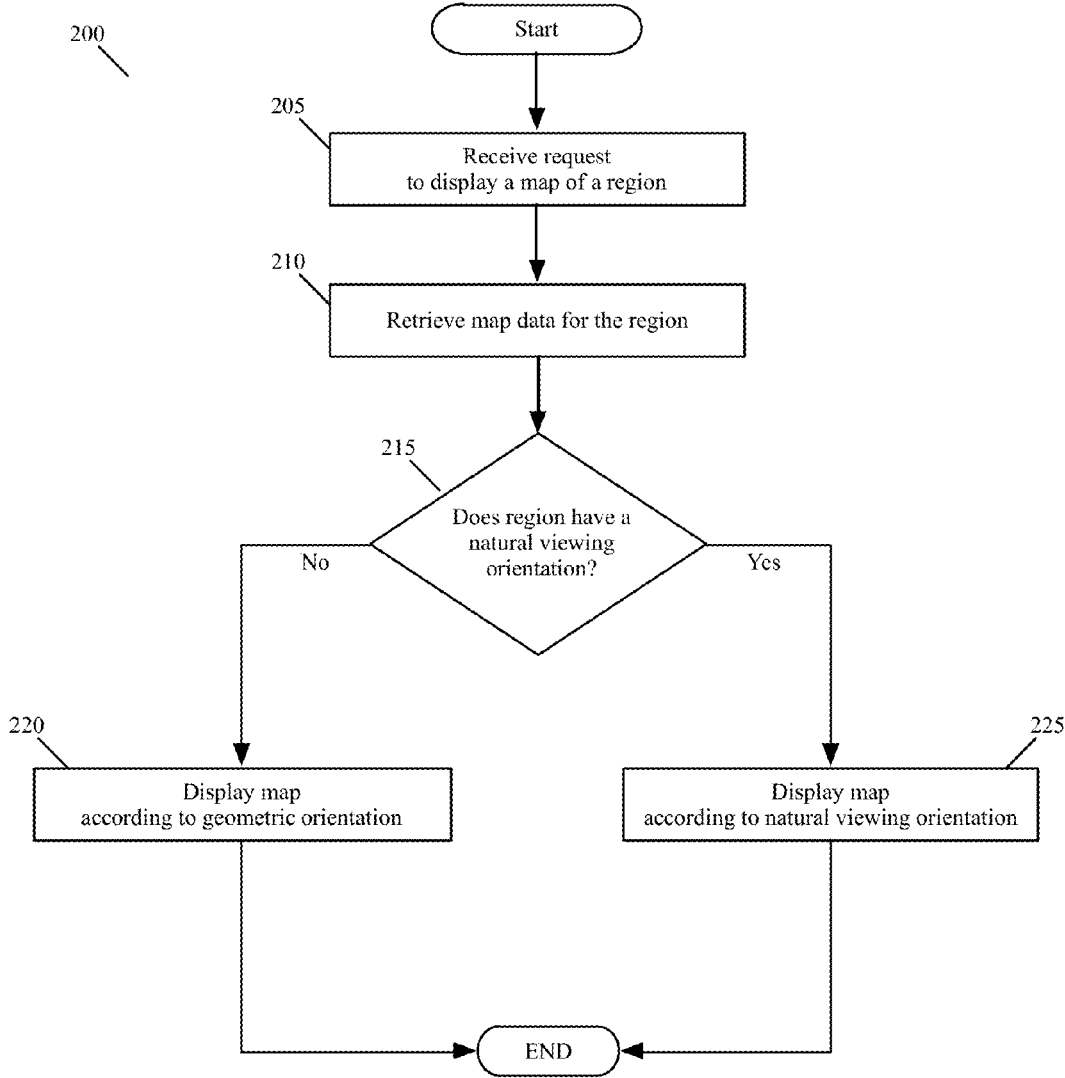 200
Start
205
Receive request
to display a map of a region
210
Retrieve map data for the region
215
Does region have a
natural viewing
orientation?
No
Yes
220
Display map
according to geometric orientation
225
Display map
according to natural viewing orientation
END